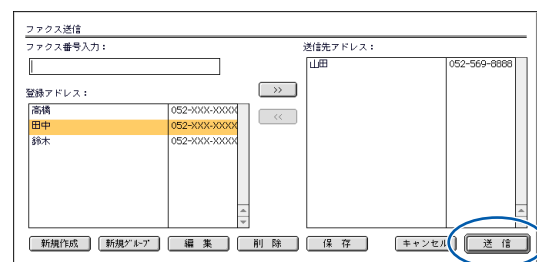 ファクス送信
ファクス番号入力：
送信先アドレス：
山田 052-569-8888
>>
登録アドレス：
<<
高橋 052-XXX-XXXX
田中 052-XXX-XXXX
鈴木 052-XXX-XXXX
新規作成 新規グループ 編 集 削 除 保 存 キャンセル 送 信